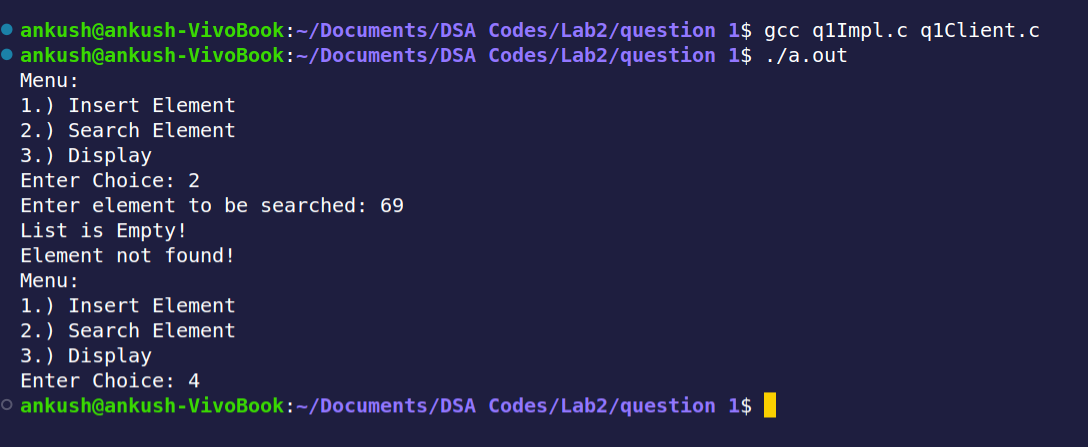 ankush@ankush-VivoBook:~/Documents/DSA Codes/Lab2/question 1$ gcc q1Impl.c q1Client.c
ankush@ankush-VivoBook:~/Documents/DSA Codes/Lab2/question 1$ ./a.out
Menu:
1.) Insert Element
2.) Search Element
3.) Display
Enter Choice: 2
Enter element to be searched: 69
List is Empty!
Element not found!
Menu:
1.) Insert Element
2.) Search Element
3.) Display
Enter Choice: 4
ankush@ankush-VivoBook:~/Documents/DSA Codes/Lab2/question 1$